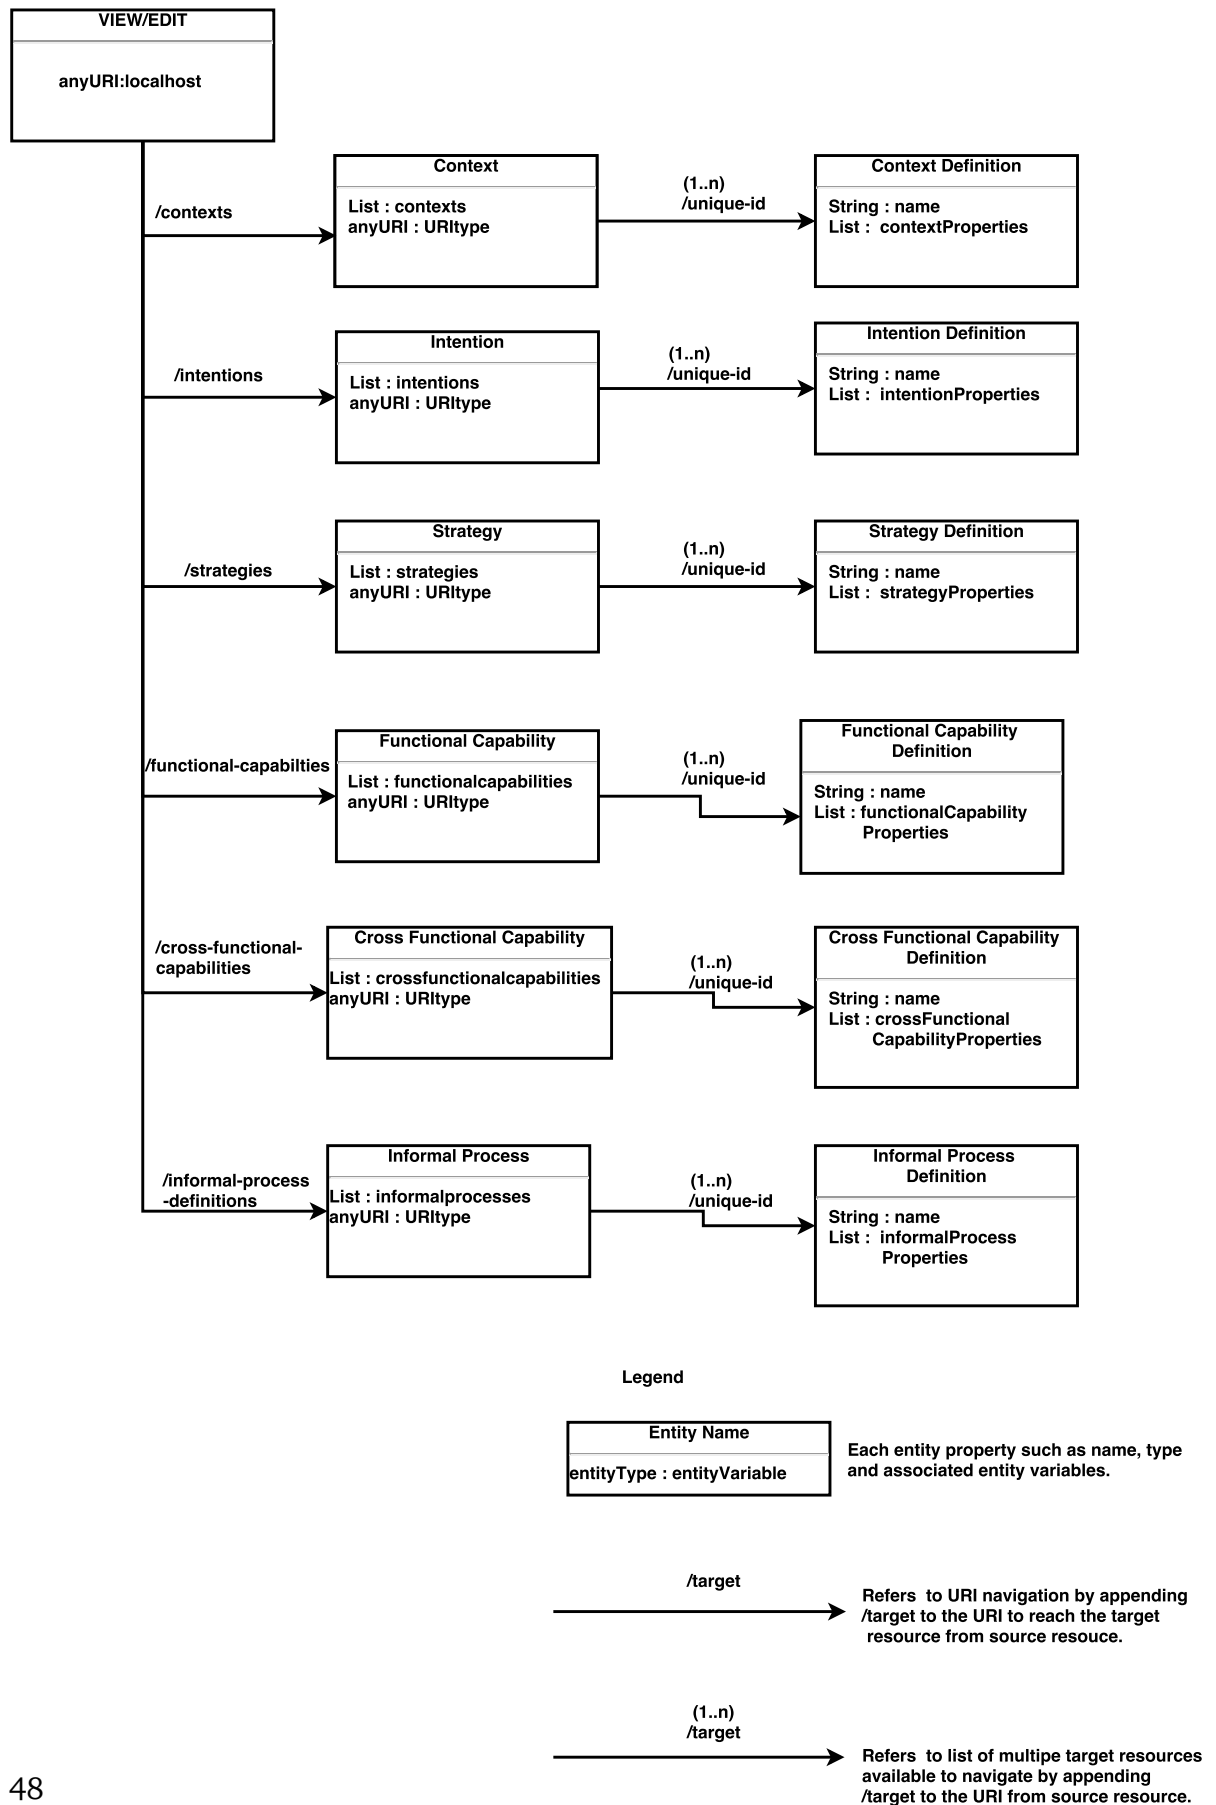 VIEW/EDIT
anyURI:localhost
/contexts
Context
List : contexts
anyURI : URItype
(1..n)
/unique-id
Context Definition
String : name
List :  contextProperties
/intentions
Intention
List : intentions
anyURI : URItype
(1..n)
/unique-id
Intention Definition
String : name
List :  intentionProperties
/strategies
Strategy
List : strategies
anyURI : URItype
(1..n)
/unique-id
Strategy Definition
String : name
List :  strategyProperties
/functional-capabilties
Functional Capability
List : functionalcapabilities
anyURI : URItype
(1..n)
/unique-id
Functional Capability
Definition
String : name
List : functionalCapability
Properties
/cross-functional-
capabilities
Cross Functional Capability
List : crossfunctionalcapabilities
anyURI : URItype
(1..n)
/unique-id
Cross Functional Capability
Definition
String : name
List : crossFunctional
CapabilityProperties
/informal-process
-definitions
Informal Process
List : informalprocesses
anyURI : URItype
(1..n)
/unique-id
Informal Process
Definition
String : name
List :  informalProcess
Properties
Legend
Entity Name
entityType : entityVariable
Each entity property such as name, type
and associated entity variables.
/target
Refers  to URI navigation by appending
/target to the URI to reach the target
resource from source resouce.
(1..n)
/target
Refers  to list of multipe target resources
available to navigate by appending
/target to the URI from source resource.
48